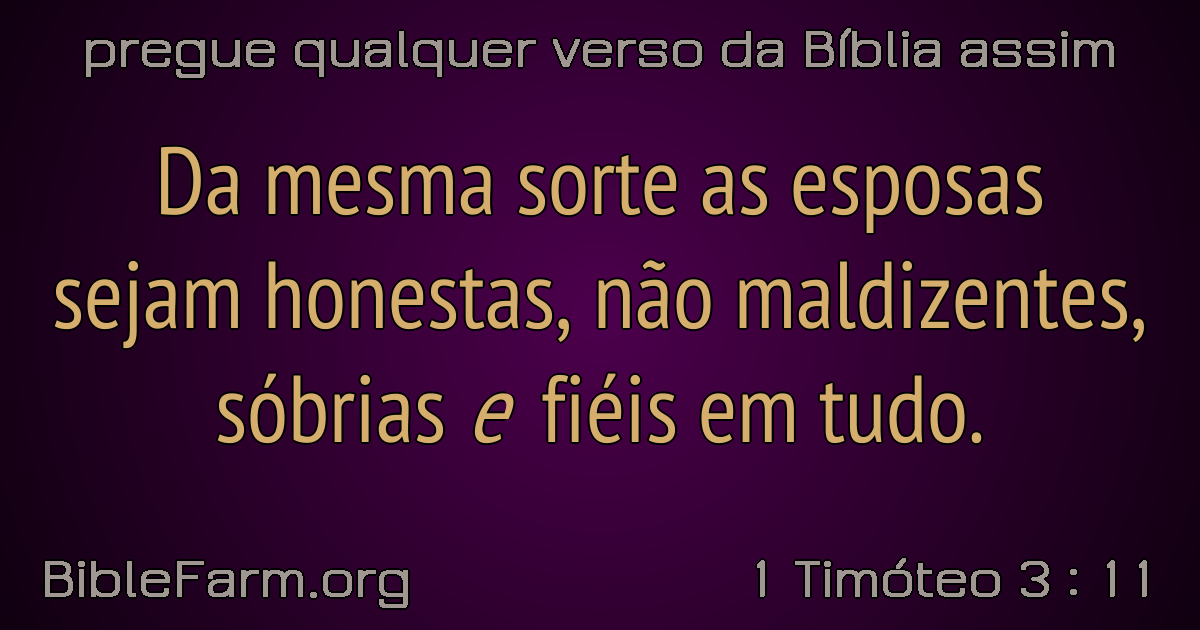 pregue qualquer verso da Bíblia assim
Da mesma sorte as esposas
sejam honestas, não maldizentes,
sóbrias e fiéis em tudo.
BibleFarm.org
1 Timóteo 3 : 11